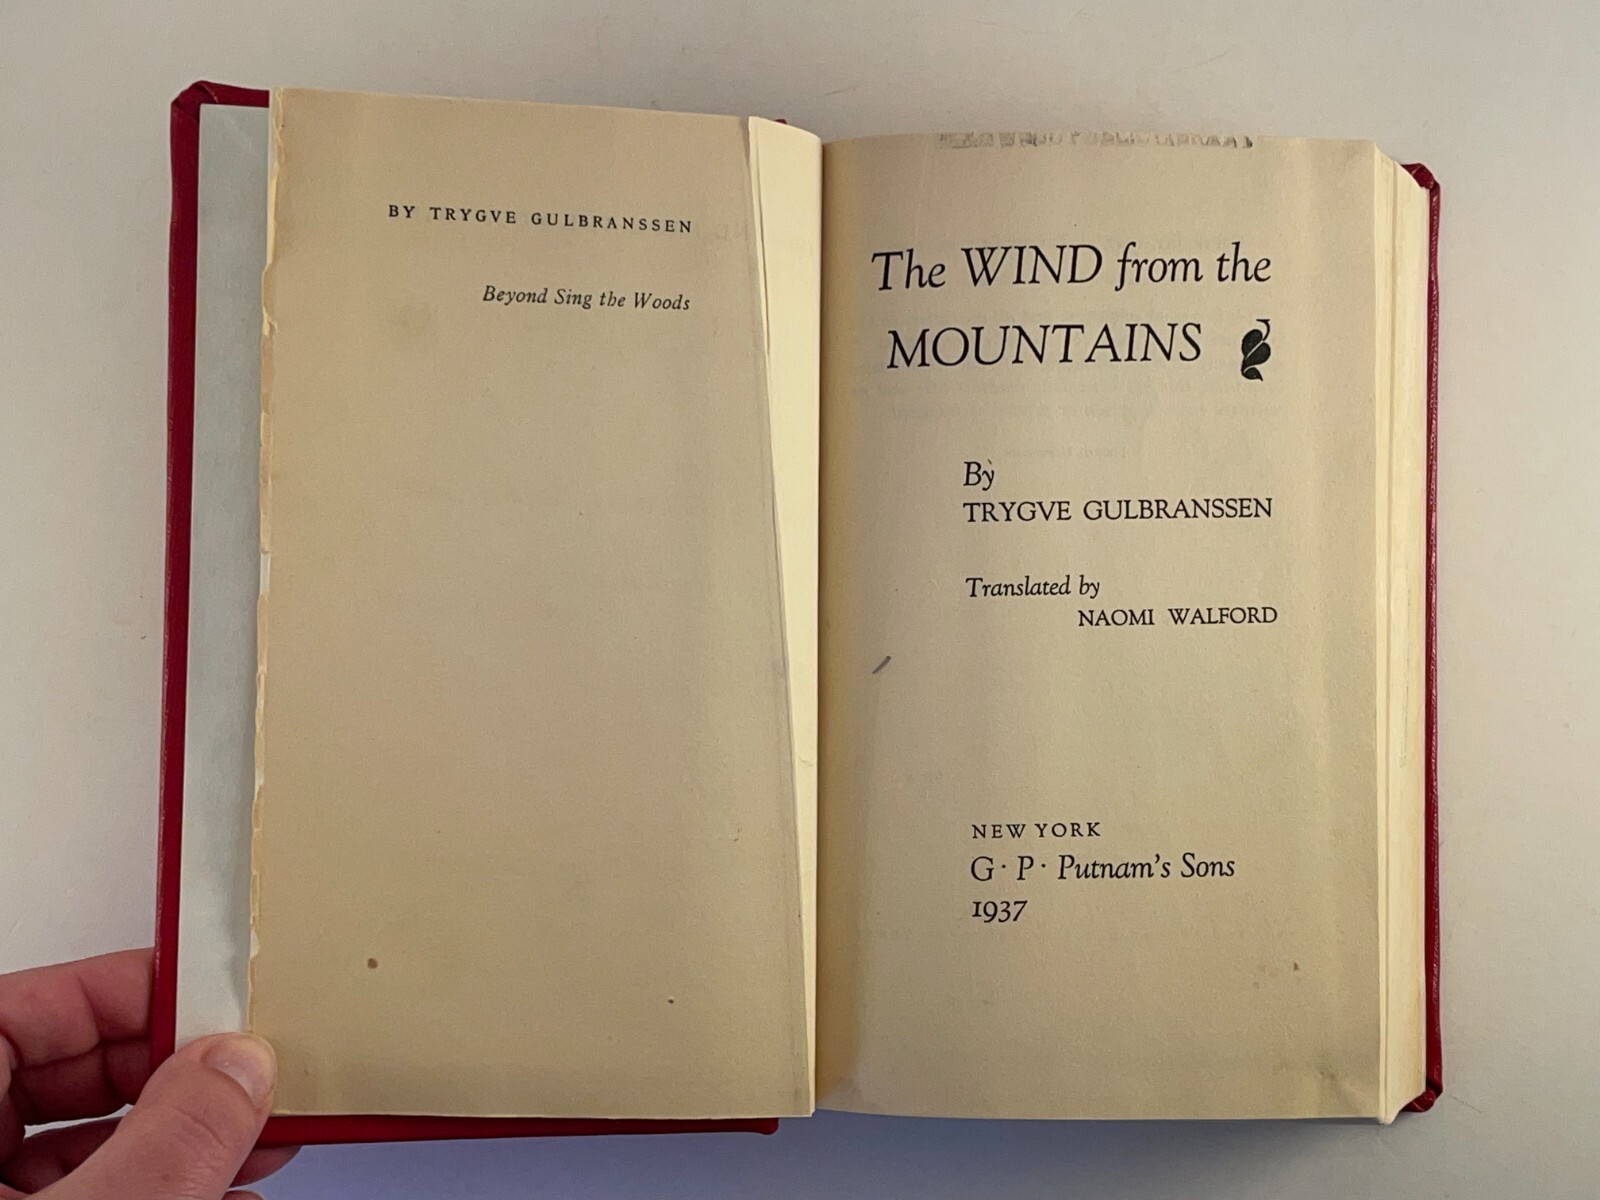 BY TRYGVE GULBRANSSEN
Beyond Sing the Woods
The WIND from the
MOUNTAINS
By
TRYGVE GULBRANSSEN
Translated by
NAOMI WALFORD
NEW YORK
G · P · Putnam's Sons
1937